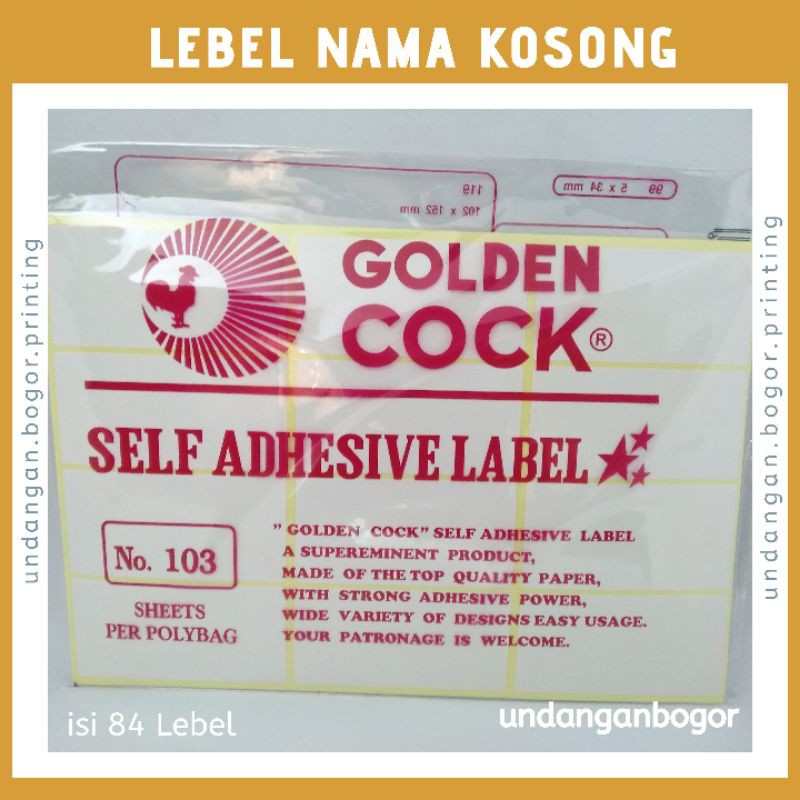 LEBEL NAMA KOSONG
119
102 x 152 mm
99 5 x 34 mm
GOLDEN
COCK®
SELF ADHESIVE LABEL
No. 103
SHEETS
PER POLYBAG
" GOLDEN COCK" SELF ADHESIVE LABEL
A SUPEREMINENT PRODUCT,
MADE OF THE TOP QUALITY PAPER,
WITH STRONG ADHESIVE POWER,
WIDE VARIETY OF DESIGNS EASY USAGE.
YOUR PATRONAGE IS WELCOME.
undangan.bogor.printing
undangan.bogor.printing
isi 84 Lebel
undanganbogor